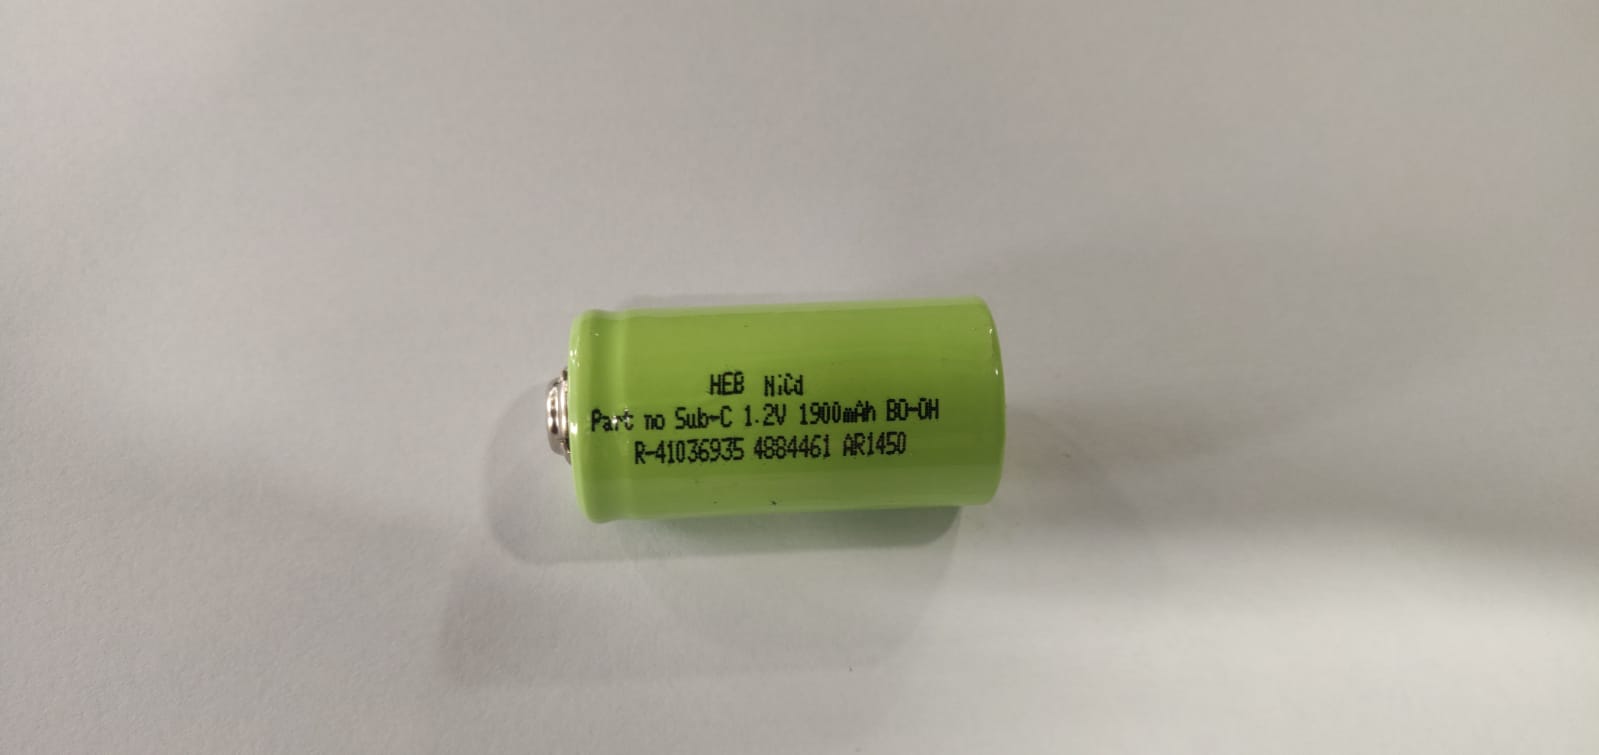 HEB NiCd
Part no Sub-C 1.2V 1900mAh BO-OH
R-41036935 4884461 AR1450